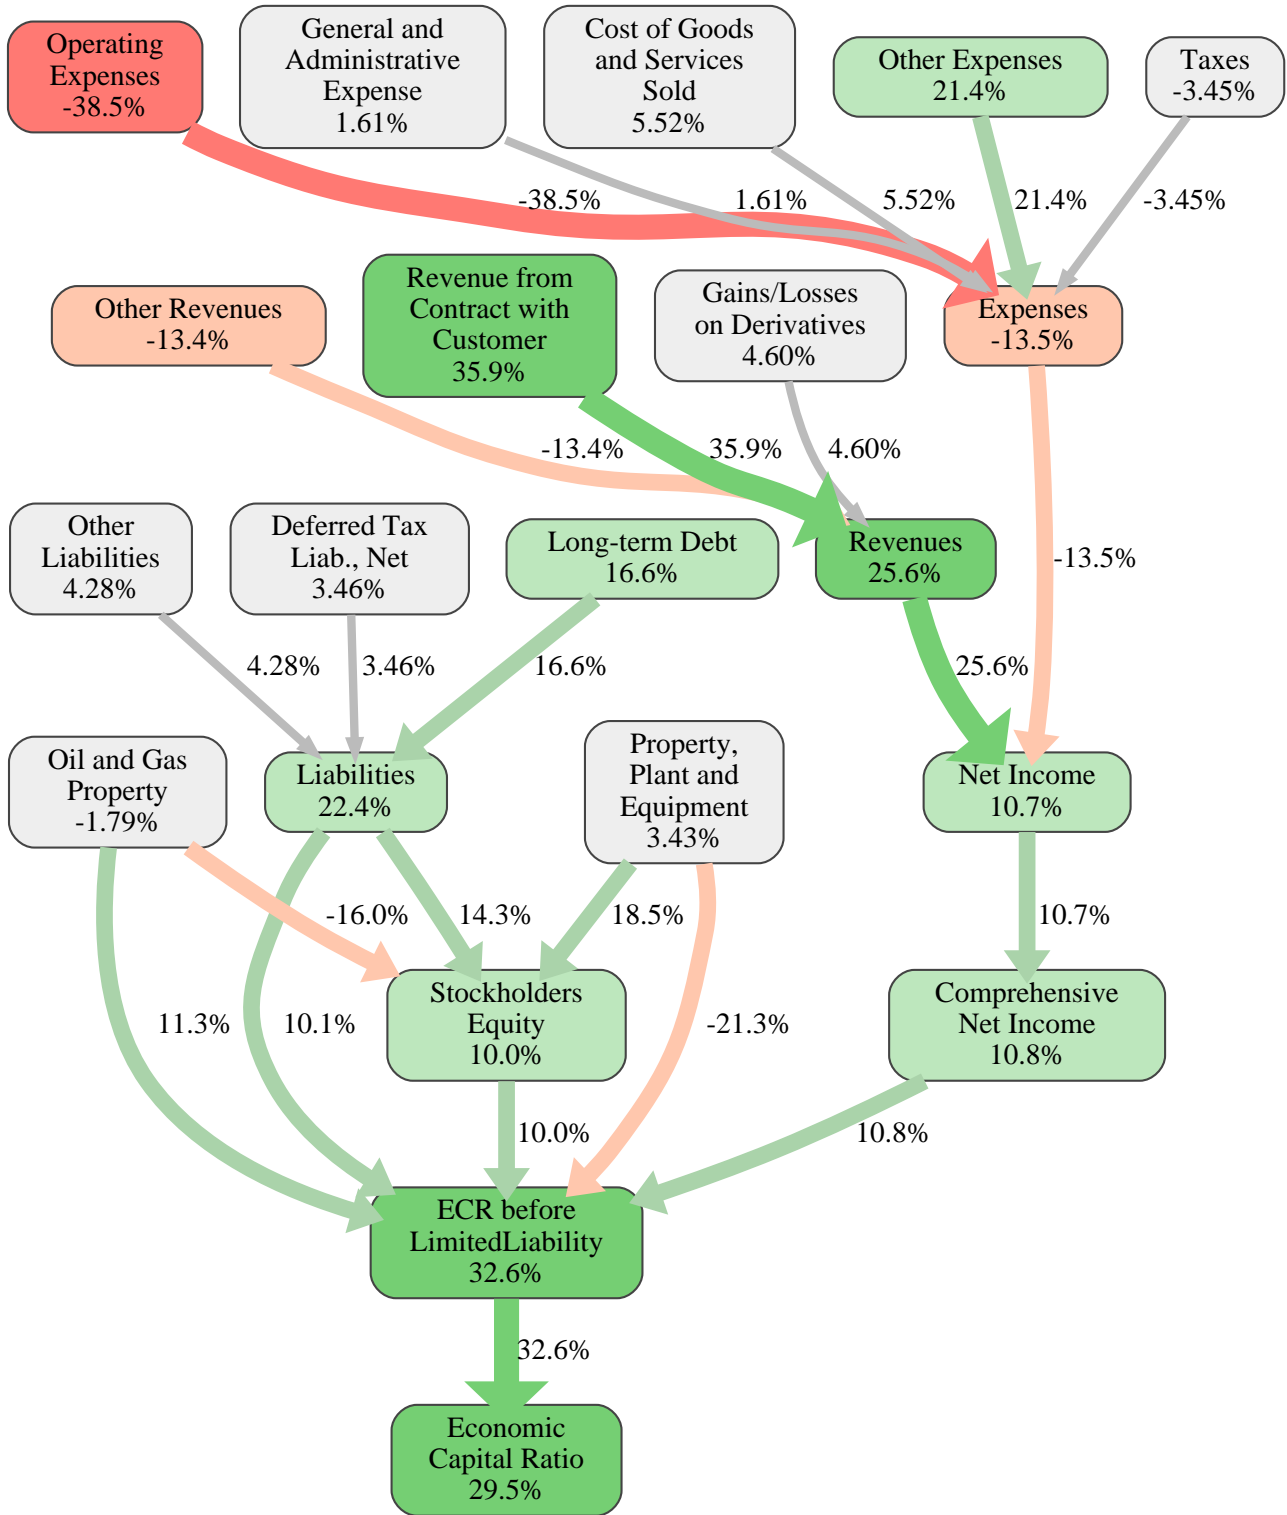 Operating
Expenses
-38.5%
General and
Administrative
Expense
1.61%
Cost of Goods
and Services
Sold
5.52%
Other Expenses
21.4%
Taxes
-3.45%
-38.5%
1.61%
5.52%
21.4%
-3.45%
Other Revenues
-13.4%
Revenue from
Contract with
Customer
35.9%
Gains/Losses
on Derivatives
4.60%
Expenses
-13.5%
-13.4%
35.9%
4.60%
-13.5%
Other
Liabilities
4.28%
Deferred Tax
Liab., Net
3.46%
Long-term Debt
16.6%
Revenues
25.6%
4.28%
3.46%
16.6%
25.6%
Oil and Gas
Property
-1.79%
Liabilities
22.4%
Property,
Plant and
Equipment
3.43%
Net Income
10.7%
-16.0%
14.3%
18.5%
10.7%
11.3%
10.1%
Stockholders
Equity
10.0%
-21.3%
Comprehensive
Net Income
10.8%
10.0%
10.8%
ECR before
LimitedLiability
32.6%
32.6%
Economic
Capital Ratio
29.5%